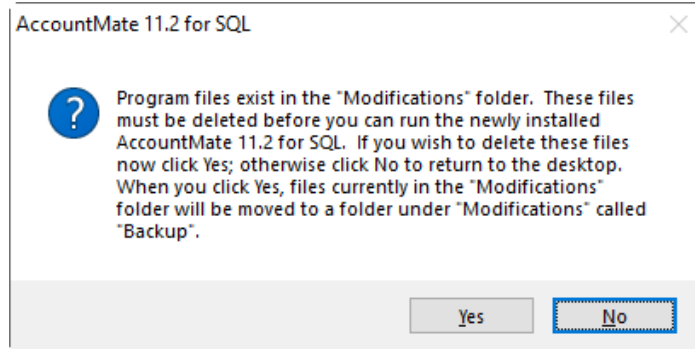 AccountMate 11.2 for SQL
Program files exist in the "Modifications" folder.  These files
must be deleted before you can run the newly installed
AccountMate 11.2 for SQL.  If you wish to delete these files
now click Yes; otherwise click No to return to the desktop.
When you click Yes, files currently in the "Modifications"
folder will be moved to a folder under "Modifications" called
"Backup".
Yes
No